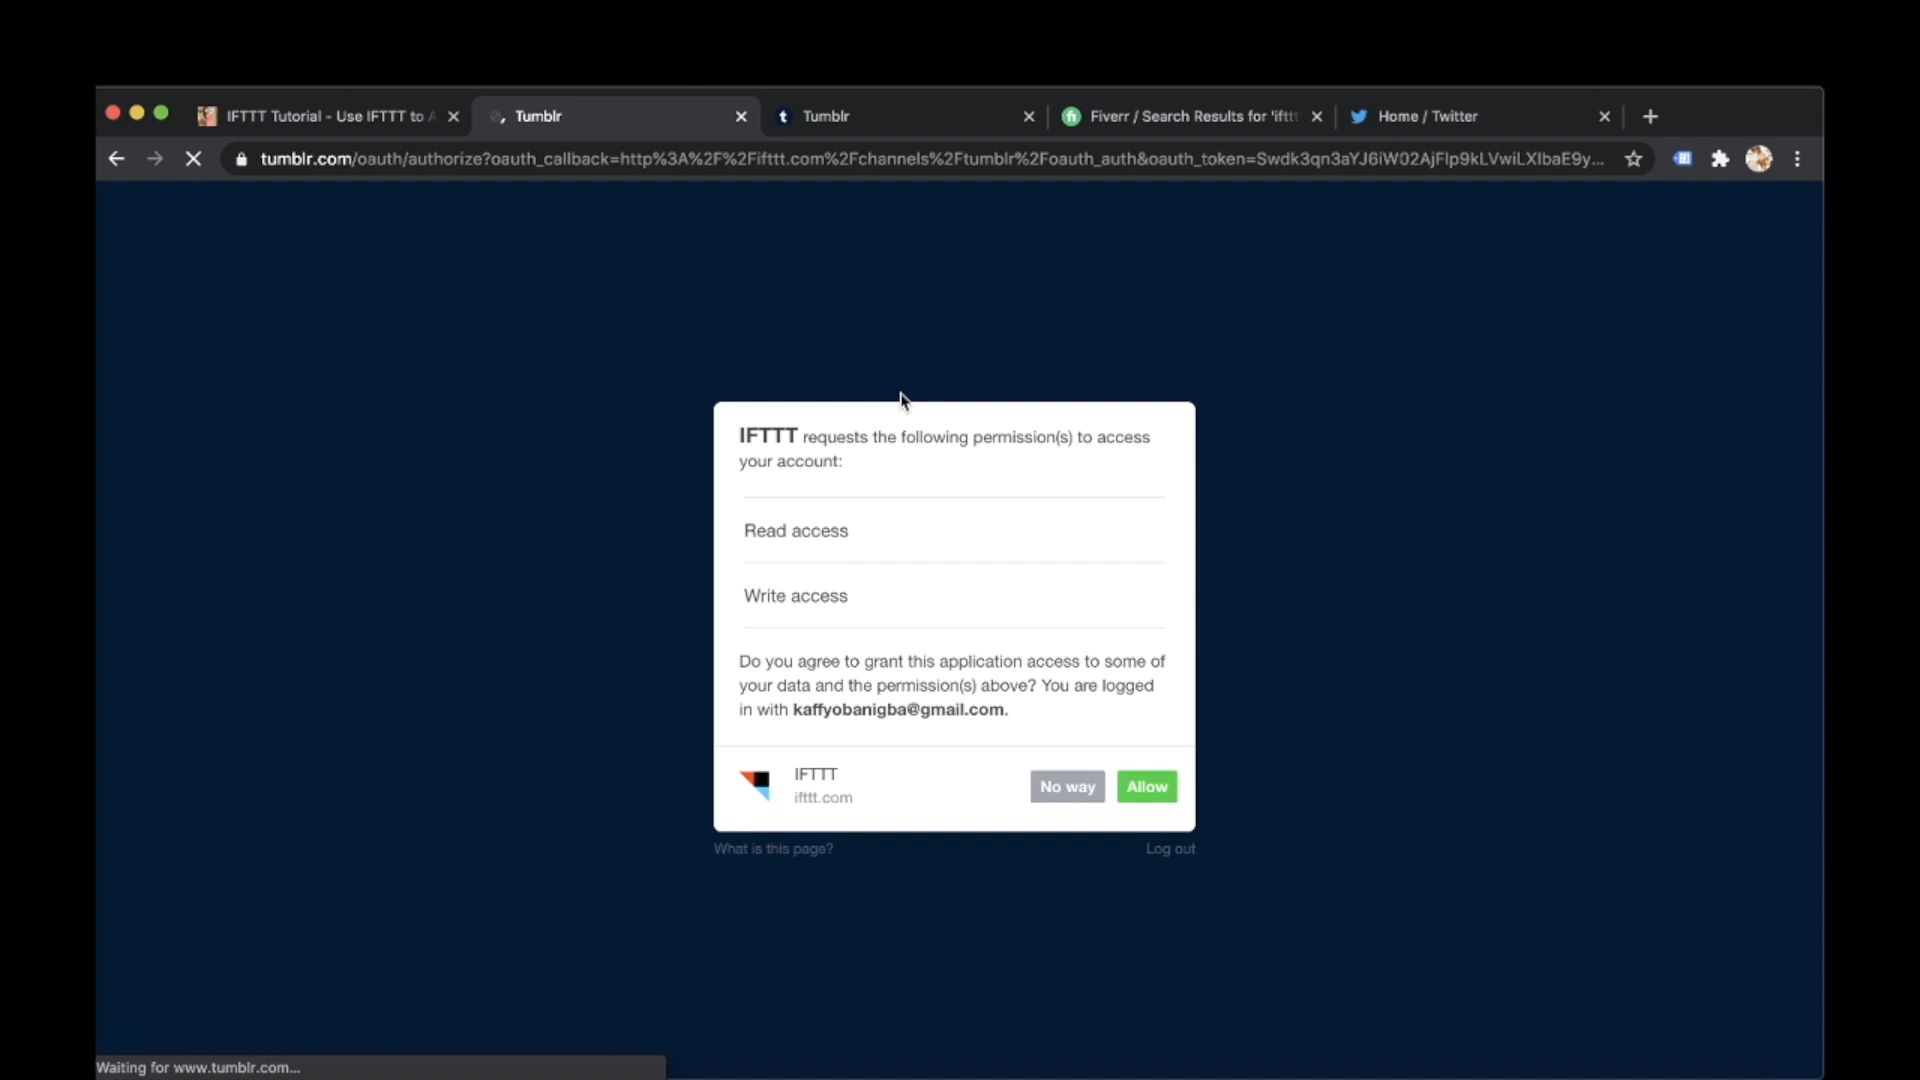 IFTTT Tutorial - Use IFTTT to A
Tumblr
Tumblr
Fiverr / Search Results for 'ifttt
Home / Twitter
tumblr.com/oauth/authorize?oauth_callback=http%3A%2F%2Fifttt.com%2Fchannels%2Ftumblr%2Foauth_auth&oauth_token=Swdk3qn3aYJ6iW02AjFlp9kLVwiLXIbaE9y...
IFTTT requests the following permission(s) to access
your account:
Read access
Write access
Do you agree to grant this application access to some of
your data and the permission(s) above? You are logged
in with kaffyobanigba@gmail.com.
IFTTT
ifttt.com
No way
Allow
What is this page?
Log out
Waiting for www.tumblr.com...